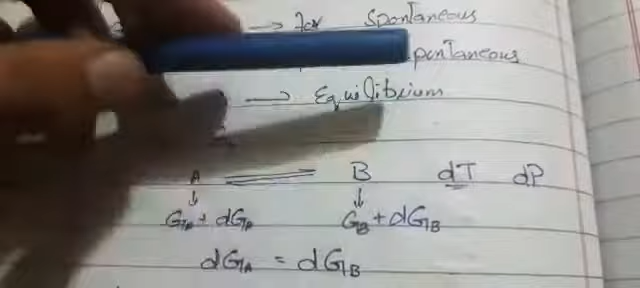 → for Spontaneous
pontaneous
→ Equilibrium
A ⇌ B dT dP
↓ ↓
G_A + dG_A G_B + dG_B
dG_A = dG_B